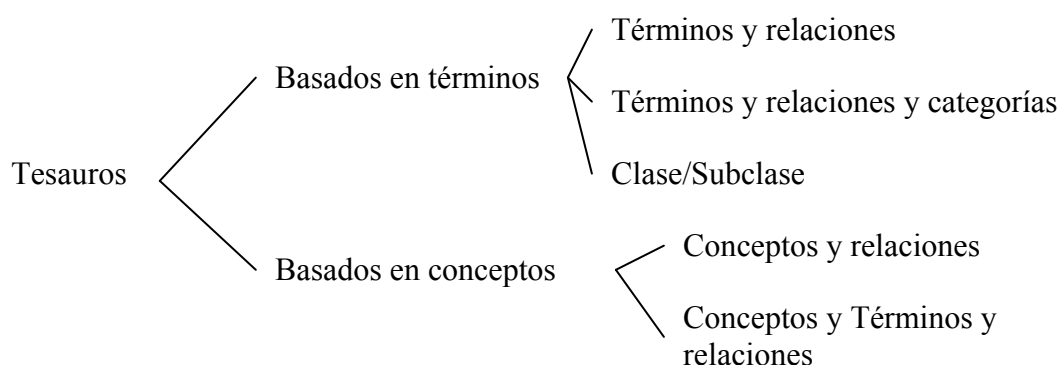 Términos y relaciones
Basados en términos
Términos y relaciones y categorías
Tesauros
Clase/Subclase
Conceptos y relaciones
Basados en conceptos
Conceptos y Términos y
relaciones